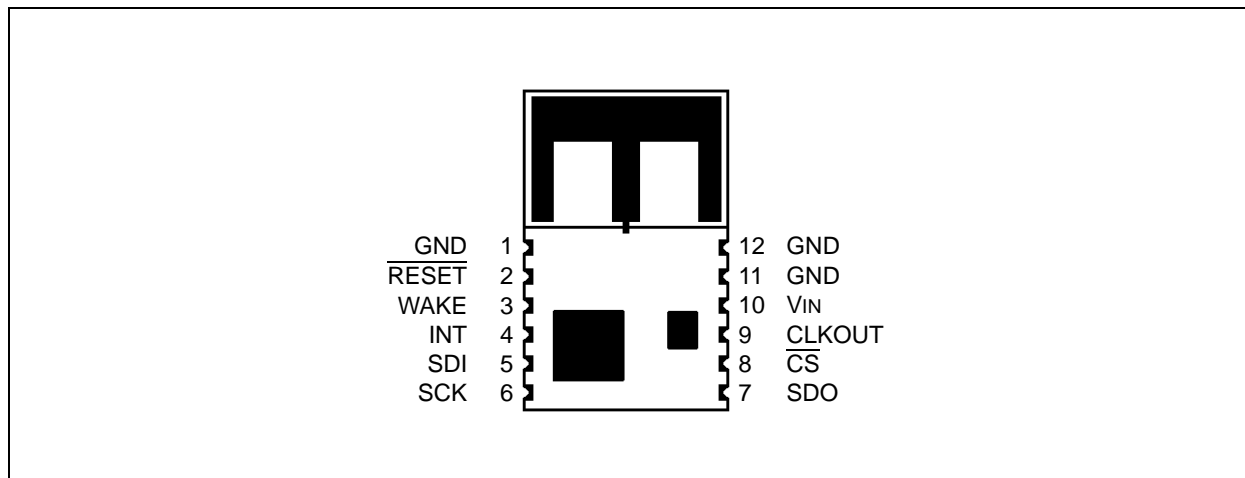 GND 1
RESET 2
WAKE 3
INT 4
SDI 5
SCK 6
12 GND
11 GND
10 VIN
9 CLKOUT
8 CS
7 SDO